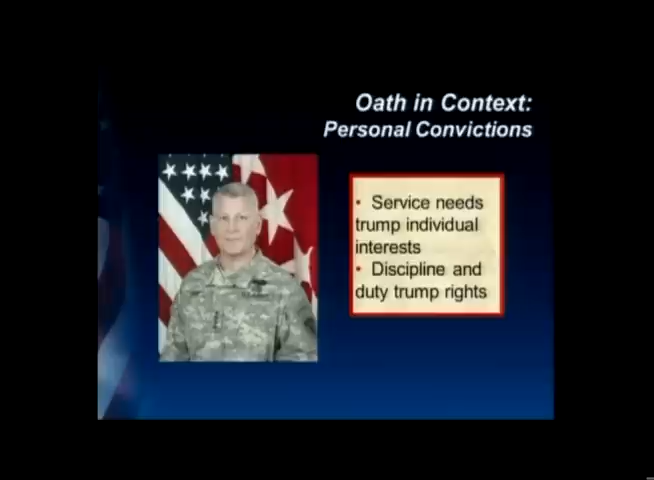 Oath in Context:
Personal Convictions
• Service needs
trump individual
interests
• Discipline and
duty trump rights